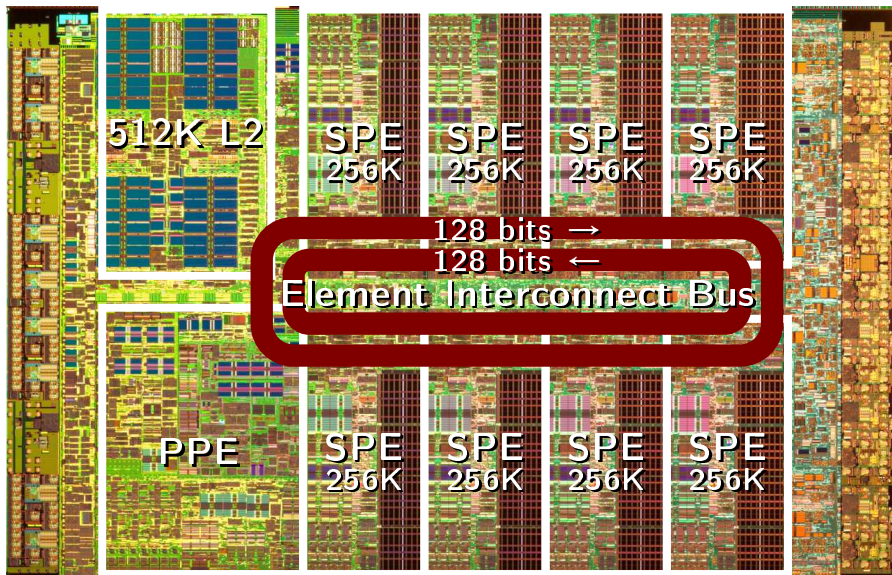 512K L2
SPE
256K
SPE
256K
SPE
256K
SPE
256K
128 bits →
128 bits ←
Element Interconnect Bus
PPE
SPE
256K
SPE
256K
SPE
256K
SPE
256K